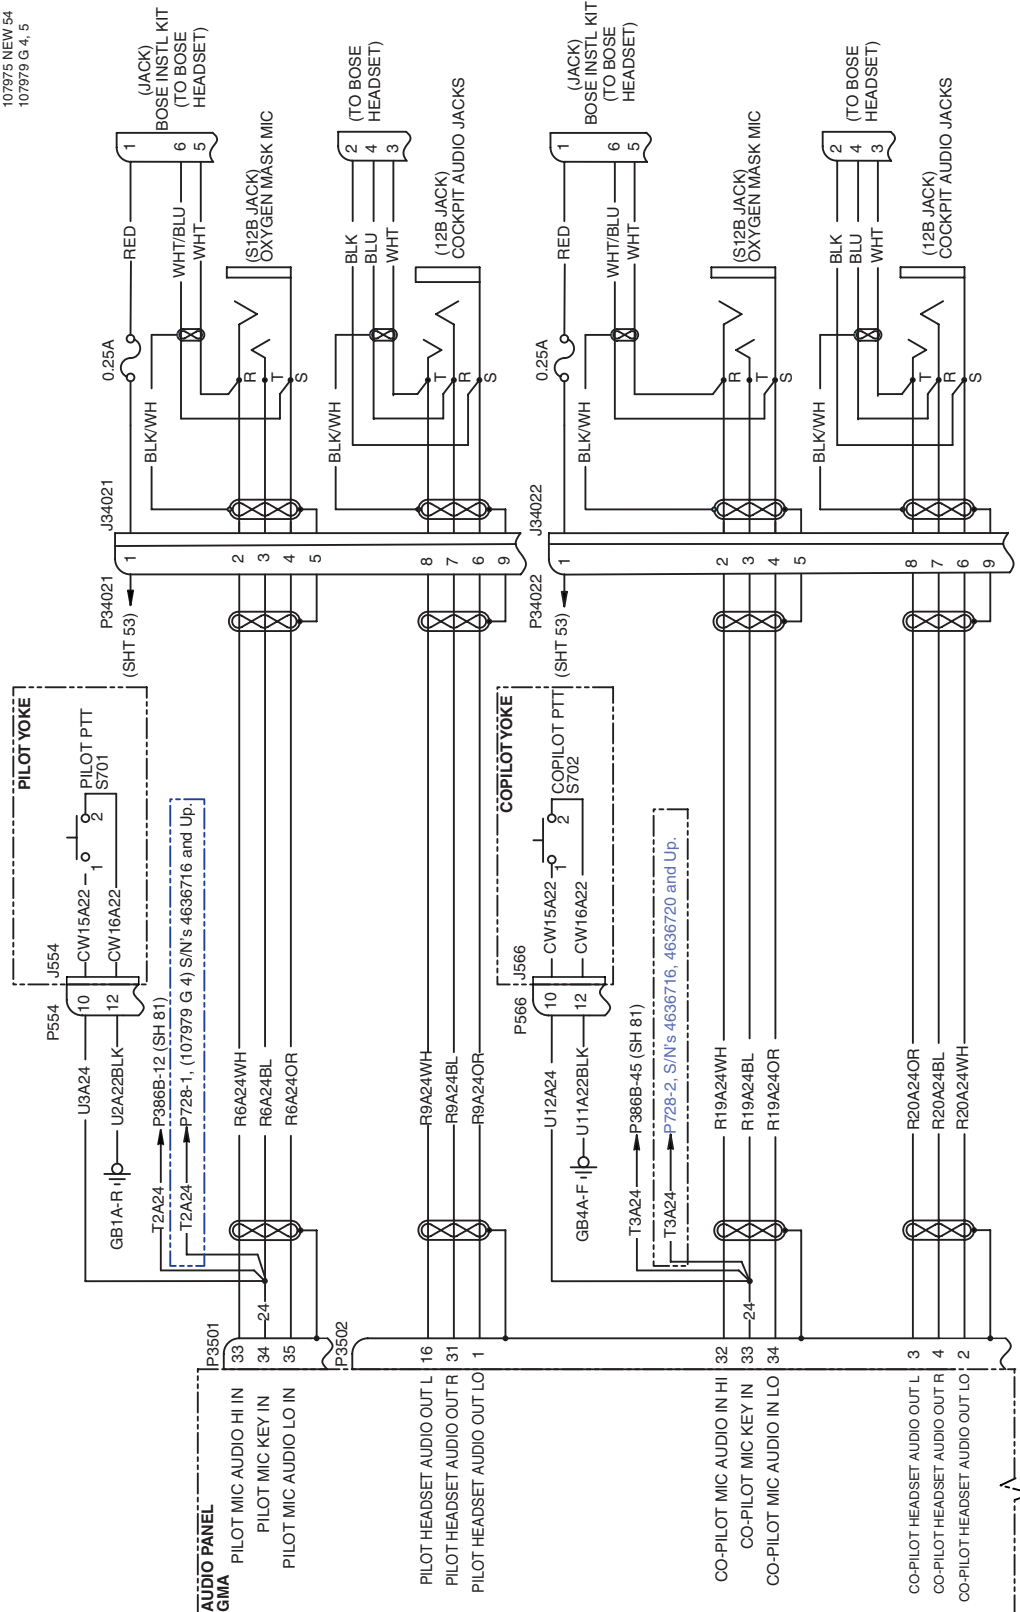 107975 NEW 54
107979 G 4, 5
AUDIO PANEL
GMA
PILOT MIC AUDIO HI IN
PILOT MIC KEY IN
PILOT MIC AUDIO LO IN
P3501
33
34
35
24
T2A24
P386B-12 (SH 81)
T2A24
P728-1, (107979 G 4) S/N's 4636716 and Up.
GB1A-R
U2A22BLK
U3A24
P554
J554
10
12
CW15A22
CW16A22
PILOT YOKE
1
2
PILOT PTT
S701
R6A24WH
R6A24BL
R6A24OR
(SHT 53)
P34021
J34021
1
2
3
4
5
8
7
6
9
0.25A
RED
BLK/WH
WHT/BLU
WHT
1
6
5
(JACK)
BOSE INSTL KIT
(TO BOSE
HEADSET)
R
T
S
(S12B JACK)
OXYGEN MASK MIC
PILOT HEADSET AUDIO OUT L
PILOT HEADSET AUDIO OUT R
PILOT HEADSET AUDIO OUT LO
P3502
16
31
1
R9A24WH
R9A24BL
R9A24OR
BLK/WH
BLK
BLU
WHT
2
4
3
(TO BOSE
HEADSET)
T
R
S
(12B JACK)
COCKPIT AUDIO JACKS
COPILOT YOKE
COPILOT PTT
S702
1
2
P566
J566
10
12
CW15A22
CW16A22
U12A24
U11A22BLK
GB4A-F
T3A24
P386B-45 (SH 81)
T3A24
P728-2, S/N's 4636716, 4636720 and Up.
CO-PILOT MIC AUDIO IN HI
CO-PILOT MIC KEY IN
CO-PILOT MIC AUDIO IN LO
32
33
34
24
R19A24WH
R19A24BL
R19A24OR
(SHT 53)
P34022
J34022
1
2
3
4
5
8
7
6
9
0.25A
RED
BLK/WH
WHT/BLU
WHT
1
6
5
(JACK)
BOSE INSTL KIT
(TO BOSE
HEADSET)
R
T
S
(S12B JACK)
OXYGEN MASK MIC
CO-PILOT HEADSET AUDIO OUT L
CO-PILOT HEADSET AUDIO OUT R
CO-PILOT HEADSET AUDIO OUT LO
3
4
2
R20A24OR
R20A24BL
R20A24WH
BLK/WH
BLK
BLU
WHT
2
4
3
(TO BOSE
HEADSET)
T
R
S
(12B JACK)
COCKPIT AUDIO JACKS